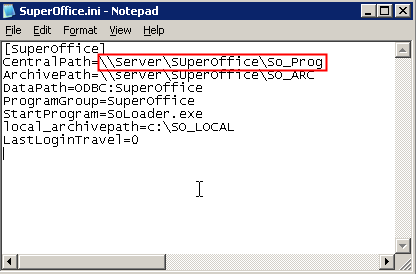 SuperOffice.ini - Notepad
File Edit Format View Help
[SuperOffice]
CentralPath=\\Server\SUperOffice\So_Prog
ArchivePath=\\Server\SUperOffice\SO_ARC
DataPath=ODBC:SuperOffice
ProgramGroup=SuperOffice
StartProgram=SoLoader.exe
local_archivepath=c:\SO_LOCAL
LastLoginTravel=0